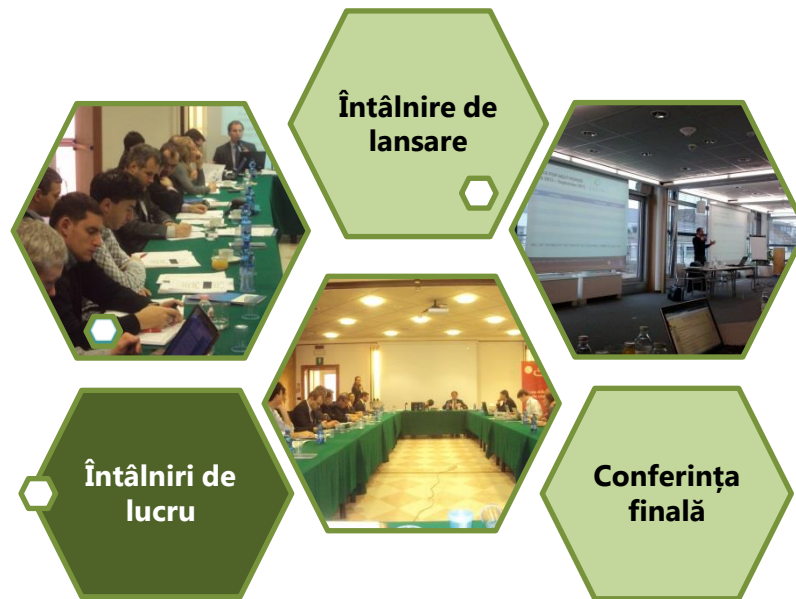 Întâlnire de
lansare
Întâlniri de
lucru
Conferința
finală